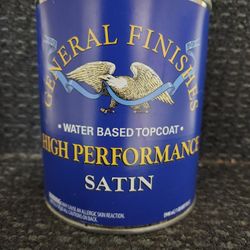 GENERAL FINISHES
• WATER BASED TOPCOAT •
HIGH PERFORMANCE
SATIN